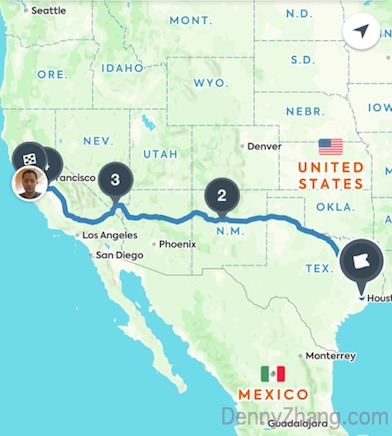 Seattle
MONT.
N.D.
ORE.
IDAHO
S.D.
WYO.
NEBR.
IOW
NEV.
UTAH
Denver
UNITED
STATES
Francisco
3
2
OKLA.
N.M.
Los Angeles
Phoenix
San Diego
TEX.
Houst
Monterrey
MEXICO
DennyZhang.com
Guadalajara